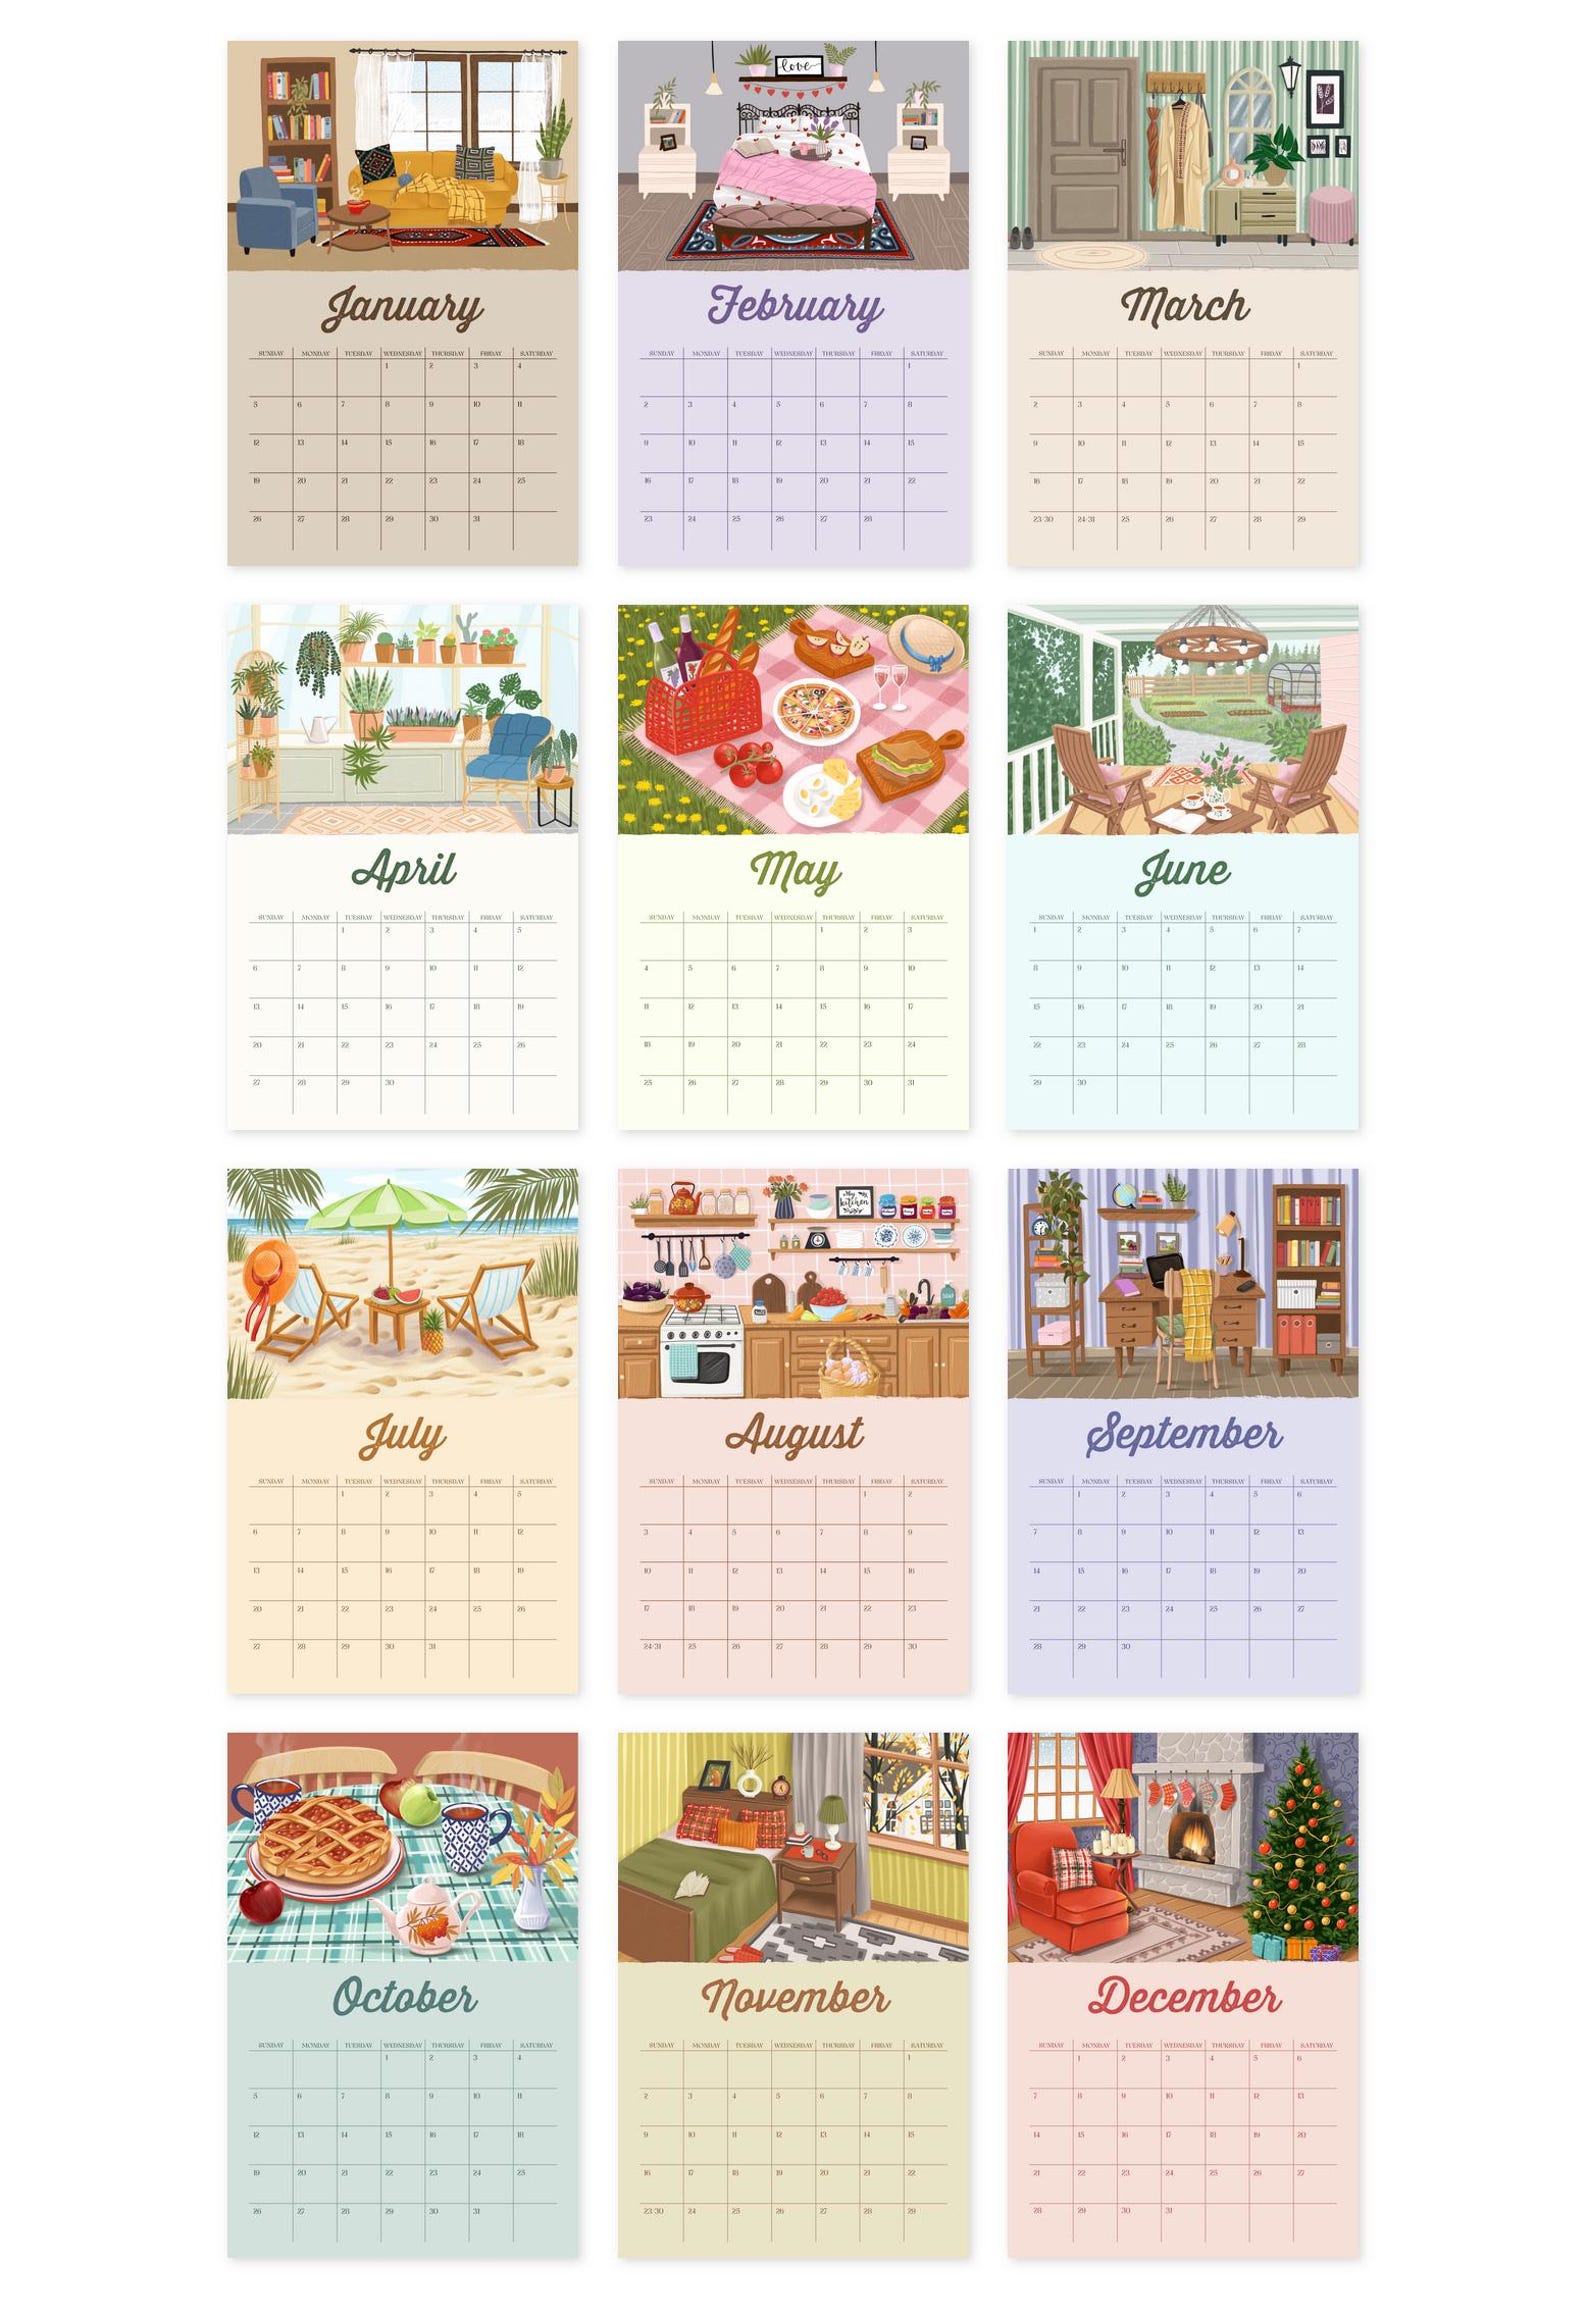 love
January
SUNDAY MONDAY TUESDAY WEDNESDAY THURSDAY FRIDAY SATURDAY
1 2 3 4
5 6 7 8 9 10 11
12 13 14 15 16 17 18
19 20 21 22 23 24 25
26 27 28 29 30 31
February
SUNDAY MONDAY TUESDAY WEDNESDAY THURSDAY FRIDAY SATURDAY
1
2 3 4 5 6 7 8
9 10 11 12 13 14 15
16 17 18 19 20 21 22
23 24 25 26 27 28
March
SUNDAY MONDAY TUESDAY WEDNESDAY THURSDAY FRIDAY SATURDAY
1
2 3 4 5 6 7 8
9 10 11 12 13 14 15
16 17 18 19 20 21 22
23/30 24/31 25 26 27 28 29
April
SUNDAY MONDAY TUESDAY WEDNESDAY THURSDAY FRIDAY SATURDAY
1 2 3 4 5
6 7 8 9 10 11 12
13 14 15 16 17 18 19
20 21 22 23 24 25 26
27 28 29 30
May
SUNDAY MONDAY TUESDAY WEDNESDAY THURSDAY FRIDAY SATURDAY
1 2 3
4 5 6 7 8 9 10
11 12 13 14 15 16 17
18 19 20 21 22 23 24
25 26 27 28 29 30 31
June
SUNDAY MONDAY TUESDAY WEDNESDAY THURSDAY FRIDAY SATURDAY
1 2 3 4 5 6 7
8 9 10 11 12 13 14
15 16 17 18 19 20 21
22 23 24 25 26 27 28
29 30
July
SUNDAY MONDAY TUESDAY WEDNESDAY THURSDAY FRIDAY SATURDAY
1 2 3 4 5
6 7 8 9 10 11 12
13 14 15 16 17 18 19
20 21 22 23 24 25 26
27 28 29 30 31
kitchen
August
SUNDAY MONDAY TUESDAY WEDNESDAY THURSDAY FRIDAY SATURDAY
1 2
3 4 5 6 7 8 9
10 11 12 13 14 15 16
17 18 19 20 21 22 23
24/31 25 26 27 28 29 30
September
SUNDAY MONDAY TUESDAY WEDNESDAY THURSDAY FRIDAY SATURDAY
1 2 3 4 5 6
7 8 9 10 11 12 13
14 15 16 17 18 19 20
21 22 23 24 25 26 27
28 29 30
October
SUNDAY MONDAY TUESDAY WEDNESDAY THURSDAY FRIDAY SATURDAY
1 2 3 4
5 6 7 8 9 10 11
12 13 14 15 16 17 18
19 20 21 22 23 24 25
26 27 28 29 30 31
November
SUNDAY MONDAY TUESDAY WEDNESDAY THURSDAY FRIDAY SATURDAY
1
2 3 4 5 6 7 8
9 10 11 12 13 14 15
16 17 18 19 20 21 22
23/30 24 25 26 27 28 29
December
SUNDAY MONDAY TUESDAY WEDNESDAY THURSDAY FRIDAY SATURDAY
1 2 3 4 5 6
7 8 9 10 11 12 13
14 15 16 17 18 19 20
21 22 23 24 25 26 27
28 29 30 31